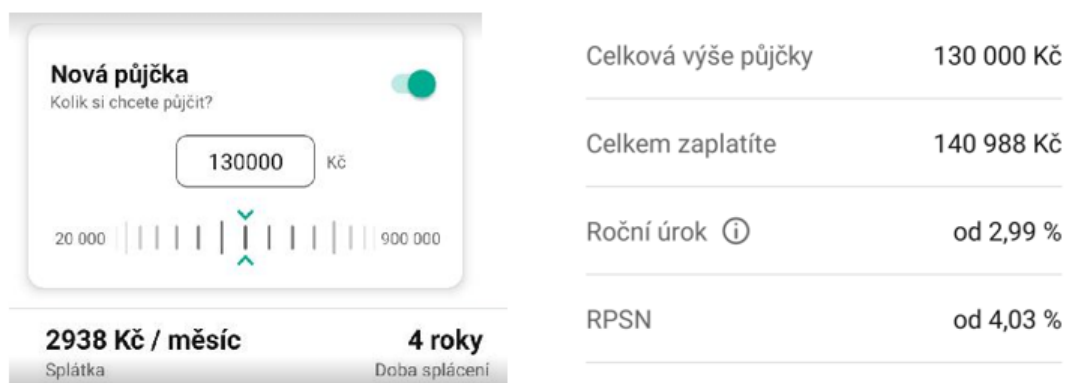 Nová půjčka
Kolik si chcete půjčit?
130000 Kč
20 000 900 000
2938 Kč / měsíc 4 roky
Splátka Doba splácení
Celková výše půjčky 130 000 Kč
Celkem zaplatíte 140 988 Kč
Roční úrok od 2,99 %
RPSN od 4,03 %